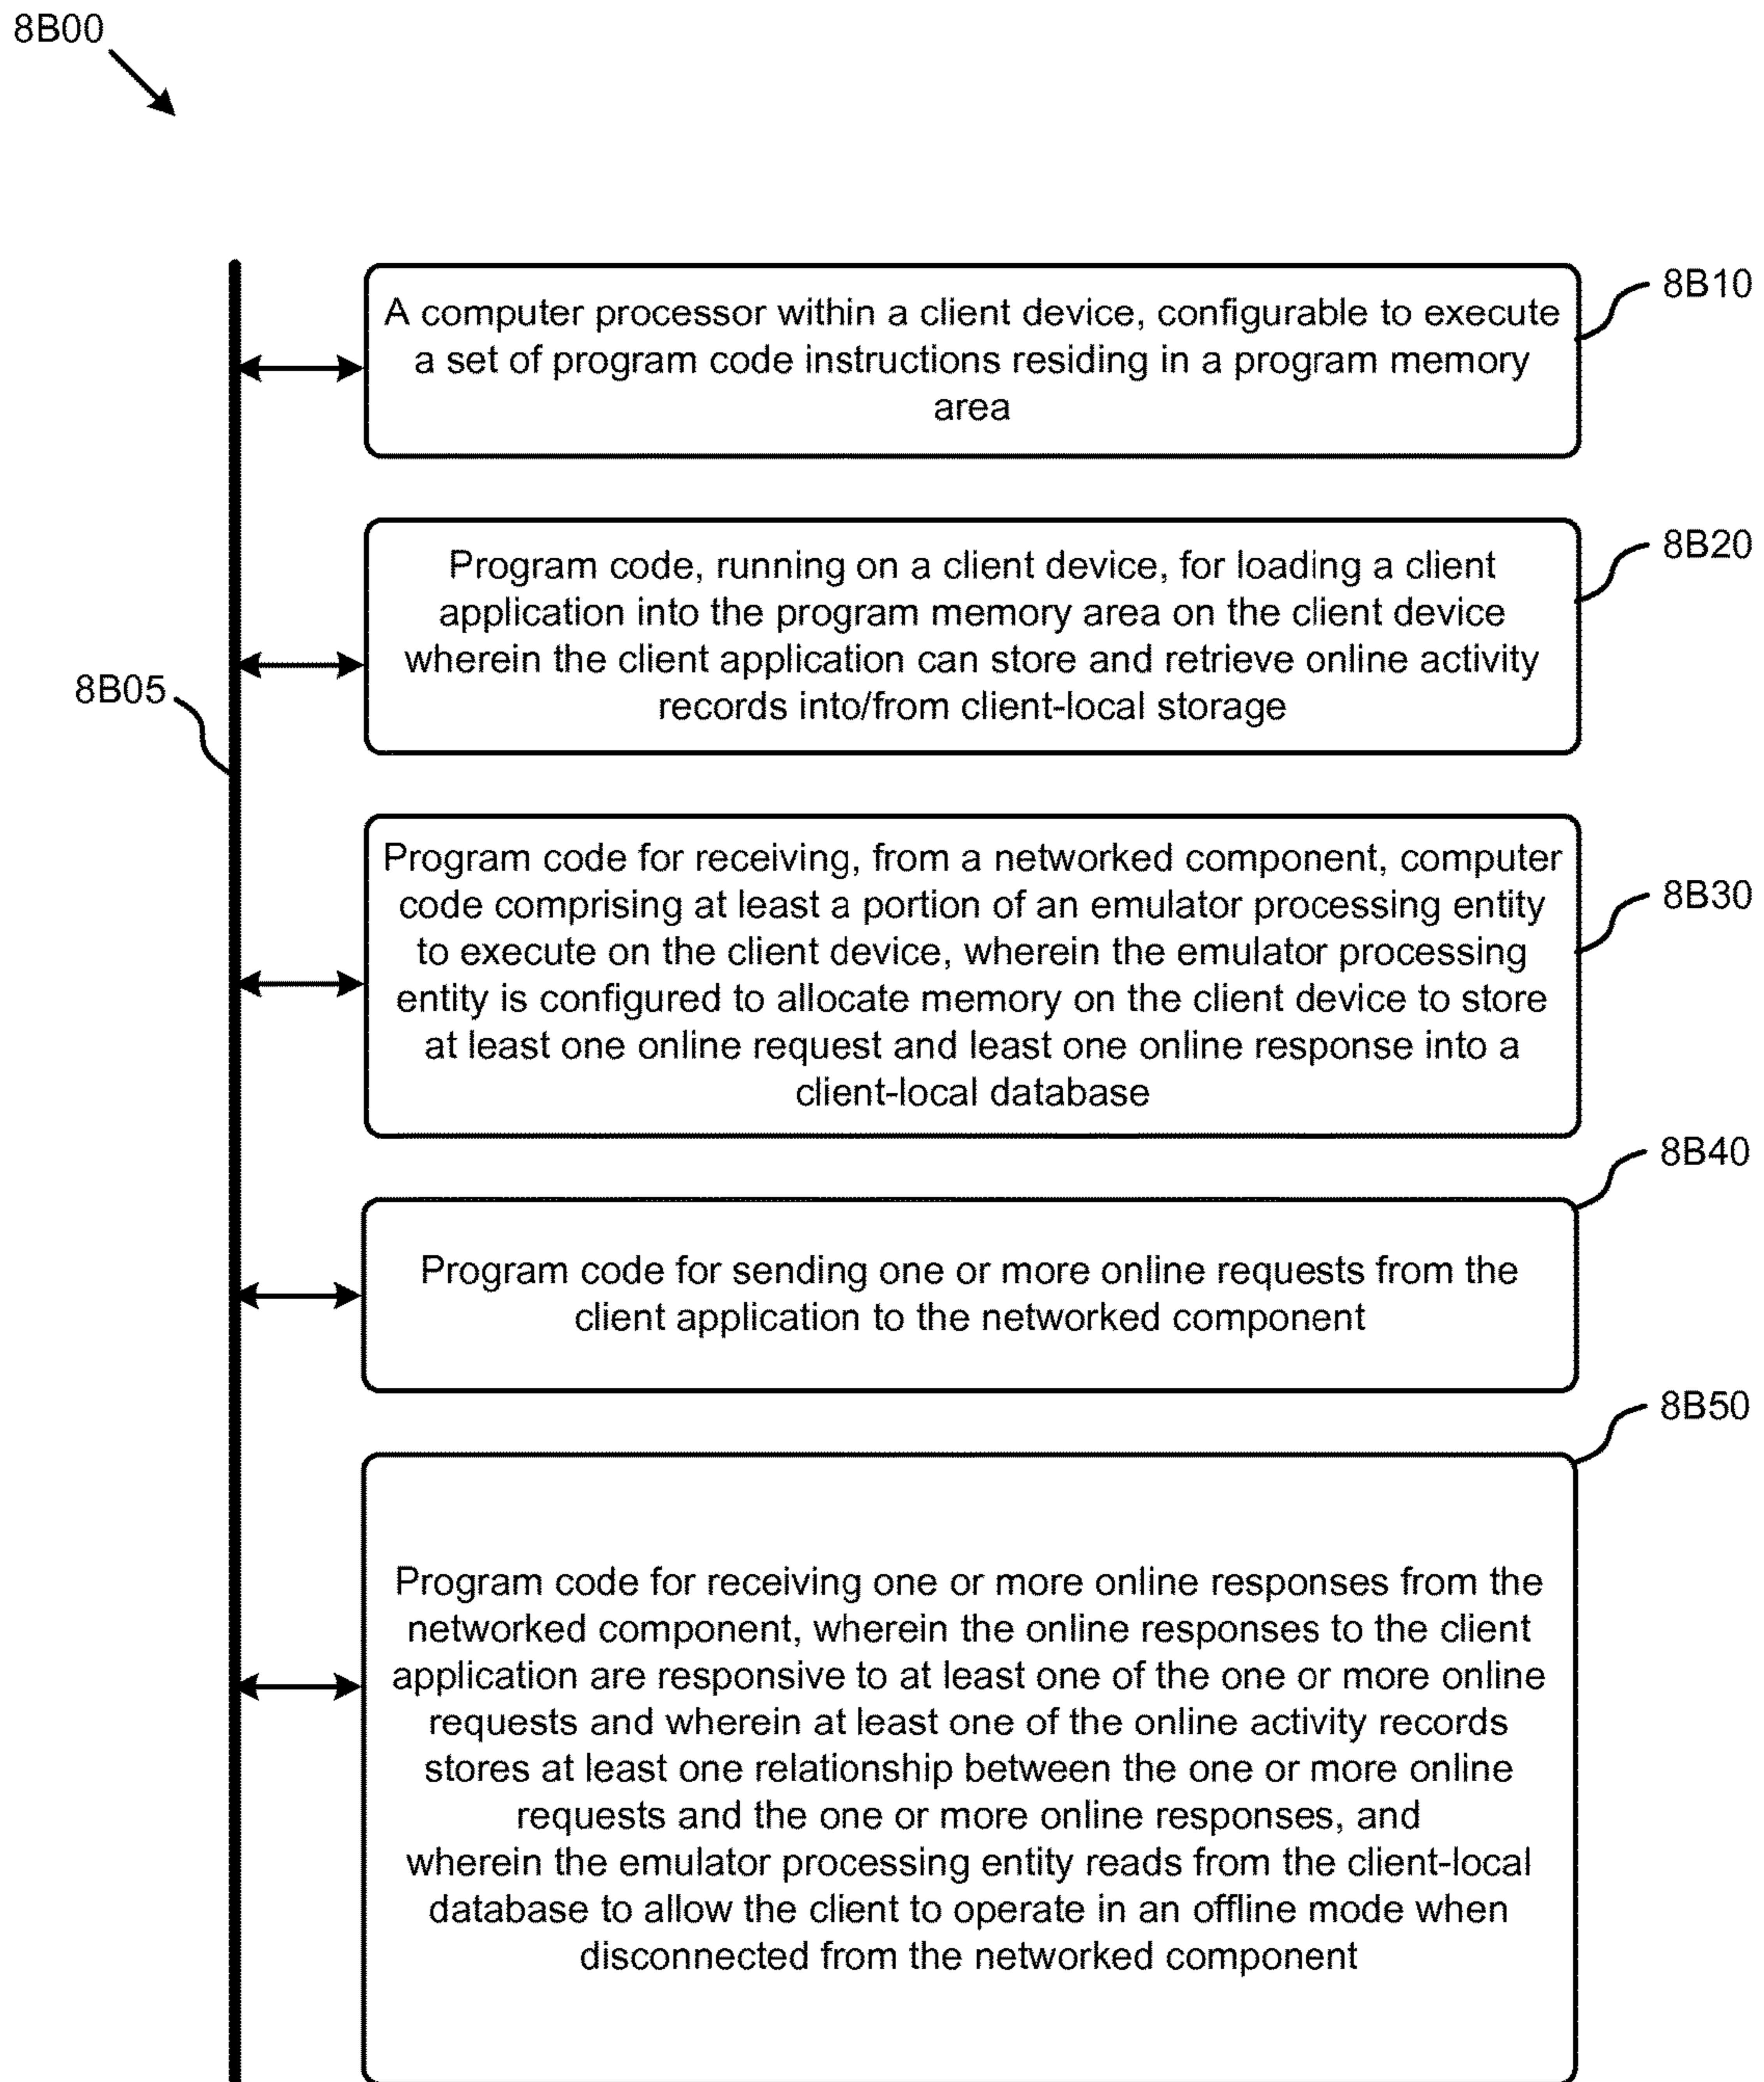 8B00
8B10
A computer processor within a client device, configurable to execute
a set of program code instructions residing in a program memory
area
8B20
Program code, running on a client device, for loading a client
application into the program memory area on the client device
wherein the client application can store and retrieve online activity
records into/from client-local storage
8B05
8B30
Program code for receiving, from a networked component, computer
code comprising at least a portion of an emulator processing entity
to execute on the client device, wherein the emulator processing
entity is configured to allocate memory on the client device to store
at least one online request and least one online response into a
client-local database
8B40
Program code for sending one or more online requests from the
client application to the networked component
8B50
Program code for receiving one or more online responses from the
networked component, wherein the online responses to the client
application are responsive to at least one of the one or more online
requests and wherein at least one of the online activity records
stores at least one relationship between the one or more online
requests and the one or more online responses, and
wherein the emulator processing entity reads from the client-local
database to allow the client to operate in an offline mode when
disconnected from the networked component